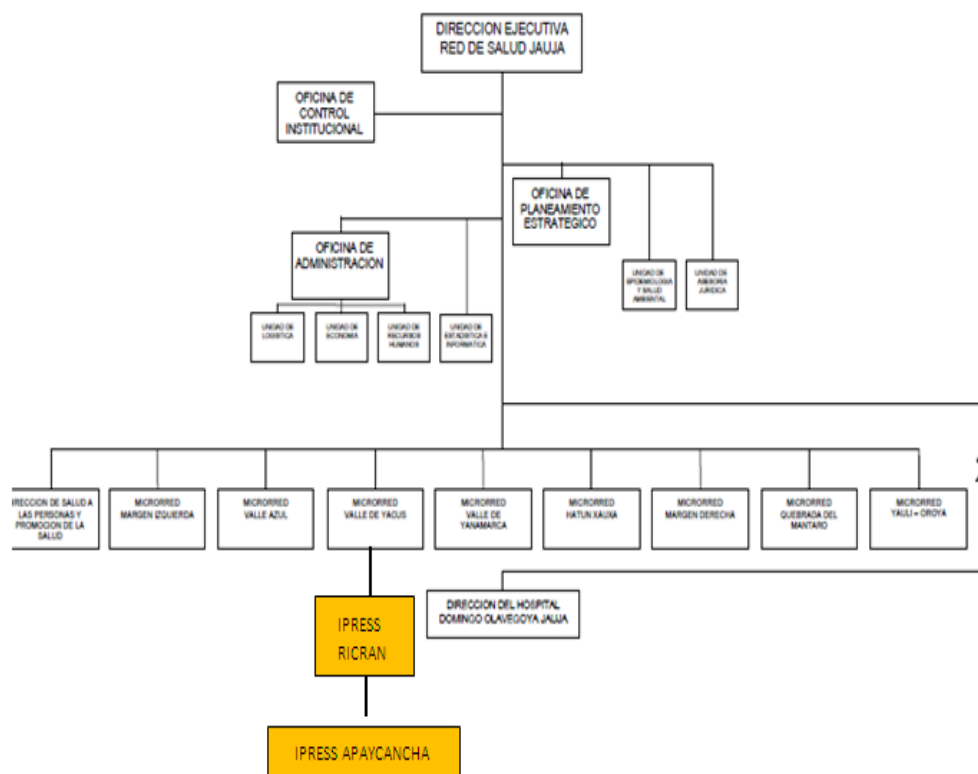 DIRECCION EJECUTIVA
RED DE SALUD JAUJA
OFICINA DE
CONTROL
INSTITUCIONAL
OFICINA DE
PLANEAMIENTO
ESTRATEGICO
OFICINA DE
ADMINISTRACION
UNIDAD DE
EPIDEMIOLOGIA
Y SALUD
AMBIENTAL
UNIDAD DE
ASESORIA
JURIDICA
UNIDAD DE
LOGISTICA
UNIDAD DE
ECONOMIA
UNIDAD DE
RECURSOS
HUMANOS
UNIDAD DE
ESTADISTICA E
INFORMATICA
DIRECCION DE SALUD A
LAS PERSONAS Y
PROMOCION DE LA
SALUD
MICRORRED
MARGEN IZQUIERDA
MICRORRED
VALLE AZUL
MICRORRED
VALLE DE YACUS
MICRORRED
VALLE DE
YANAMARCA
MICRORRED
HATUN XAUXA
MICRORRED
MARGEN DERECHA
MICRORRED
QUEBRADA DEL
MANTARO
MICRORRED
YAULI – OROYA
DIRECCION DEL HOSPITAL
DOMINGO OLAVEGOYA JAUJA
IPRESS
RICRAN
IPRESS APAYCANCHA